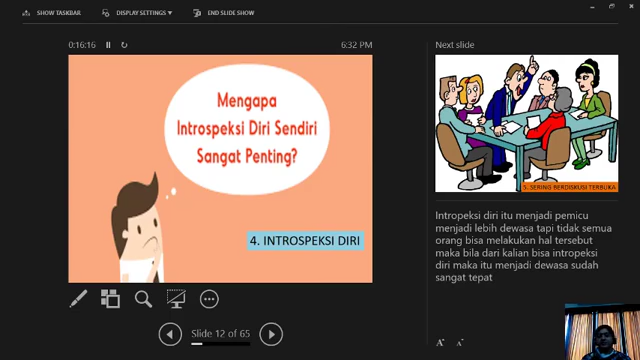 SHOW TASKBAR
DISPLAY SETTINGS
END SLIDE SHOW
0:16:16
6:32 PM
Mengapa
Introspeksi Diri Sendiri
Sangat Penting?
4. INTROSPEKSI DIRI
Slide 12 of 65
Next slide
5. SERING BERDISKUSI TERBUKA
Intropeksi diri itu menjadi pemicu
menjadi lebih dewasa tapi tidak semua
orang bisa melakukan hal tersebut
maka bila dari kalian bisa intropeksi
diri maka itu menjadi dewasa sudah
sangat tepat
A A